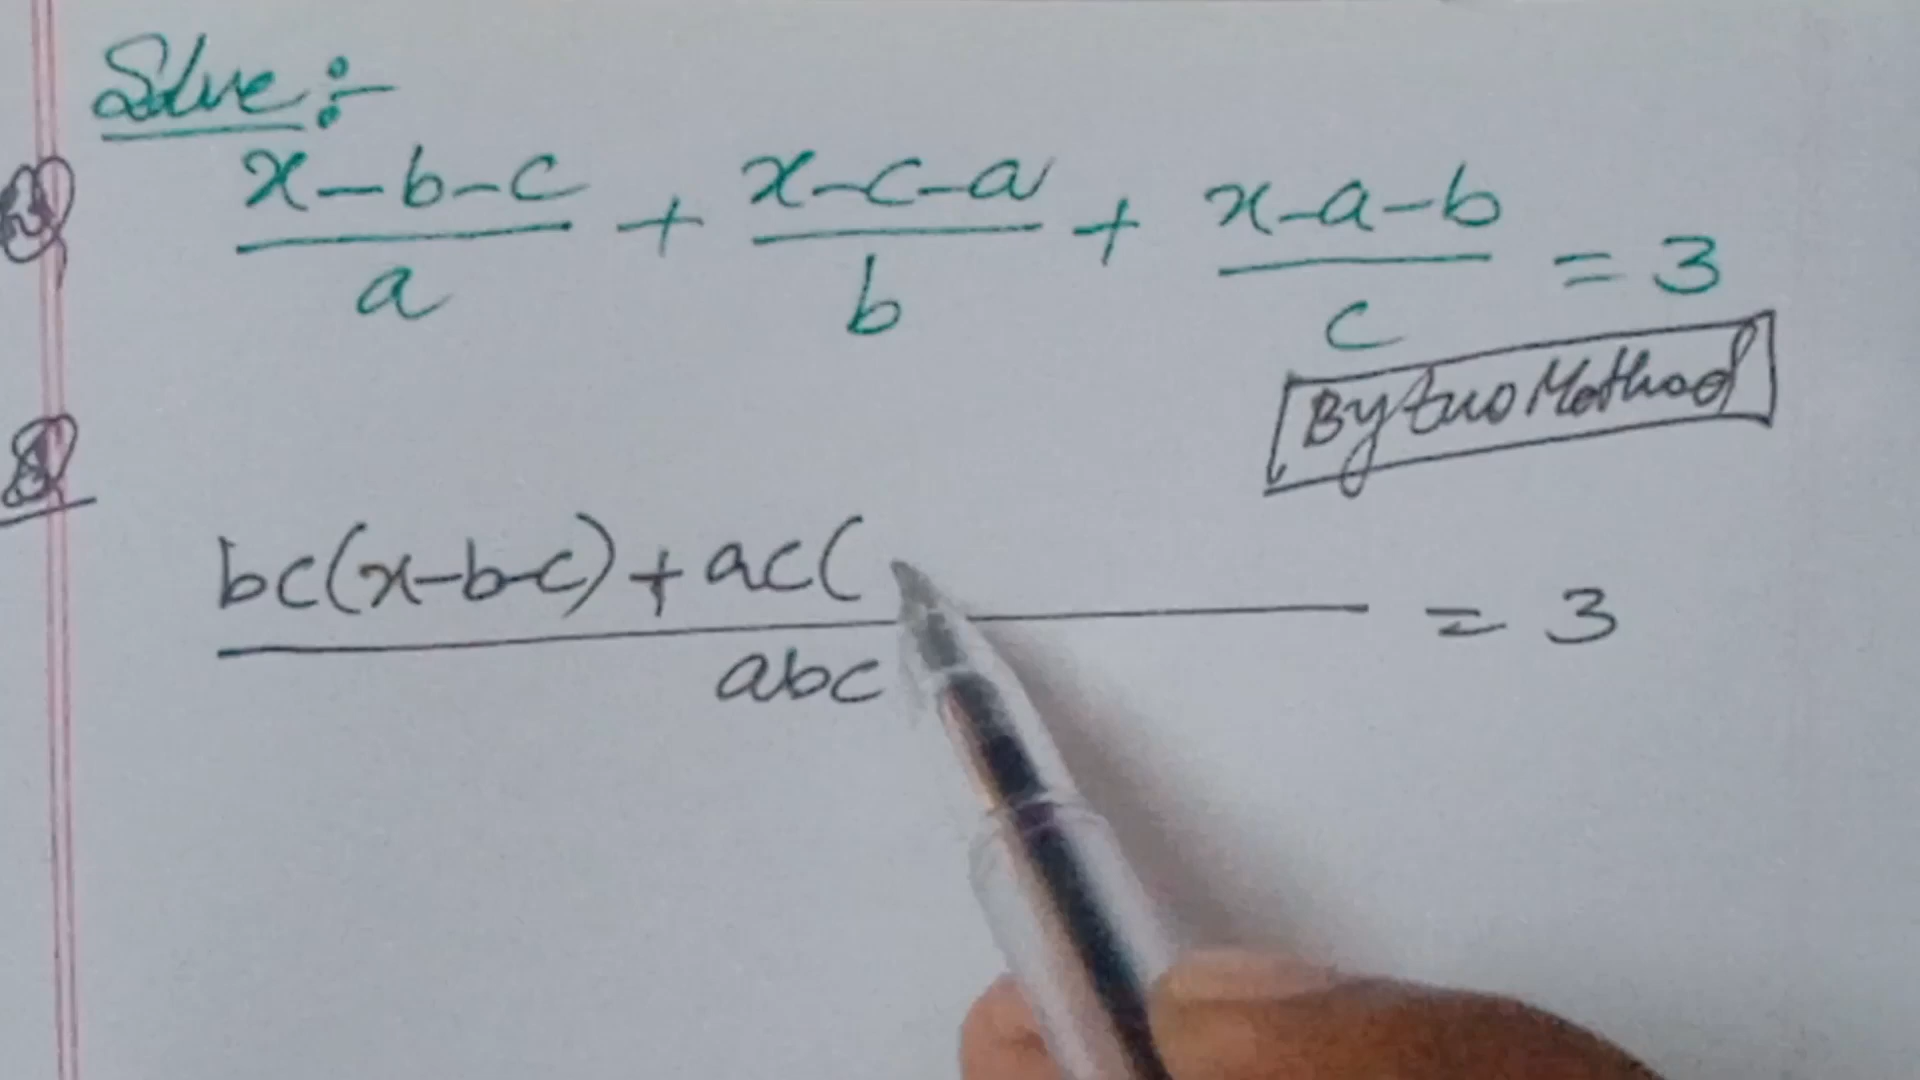 Solve :-
x-b-c/a + x-c-a/b + x-a-b/c = 3
By two Method
bc(x-b-c) + ac( / abc = 3